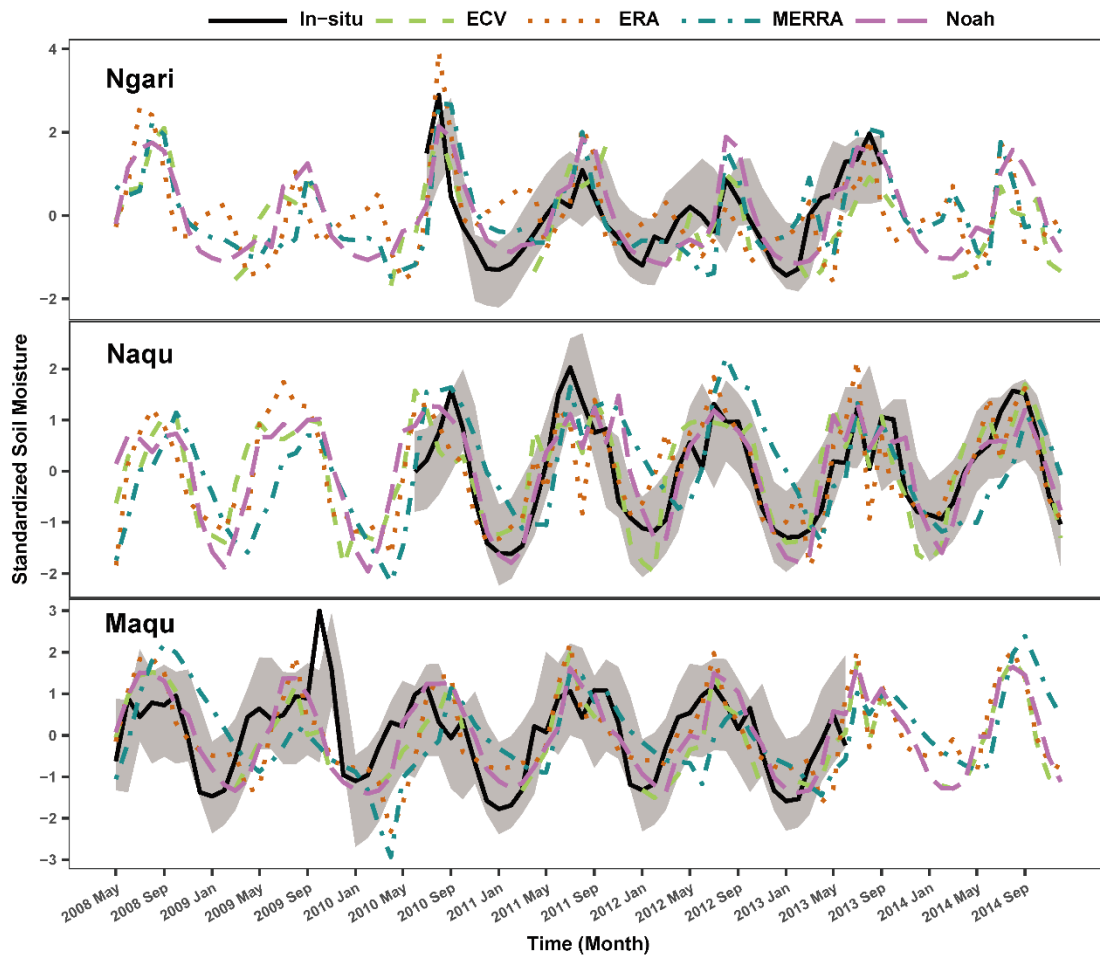 In−situ ECV ERA MERRA Noah
Ngari
4
2
0
−2
Naqu
2
1
0
−1
−2
Maqu
3
2
1
0
−1
−2
−3
Standardized Soil Moisture
2008 May 2008 Sep 2009 Jan 2009 May 2009 Sep 2010 Jan 2010 May 2010 Sep 2011 Jan 2011 May 2011 Sep 2012 Jan 2012 May 2012 Sep 2013 Jan 2013 May 2013 Sep 2014 Jan 2014 May 2014 Sep
Time (Month)